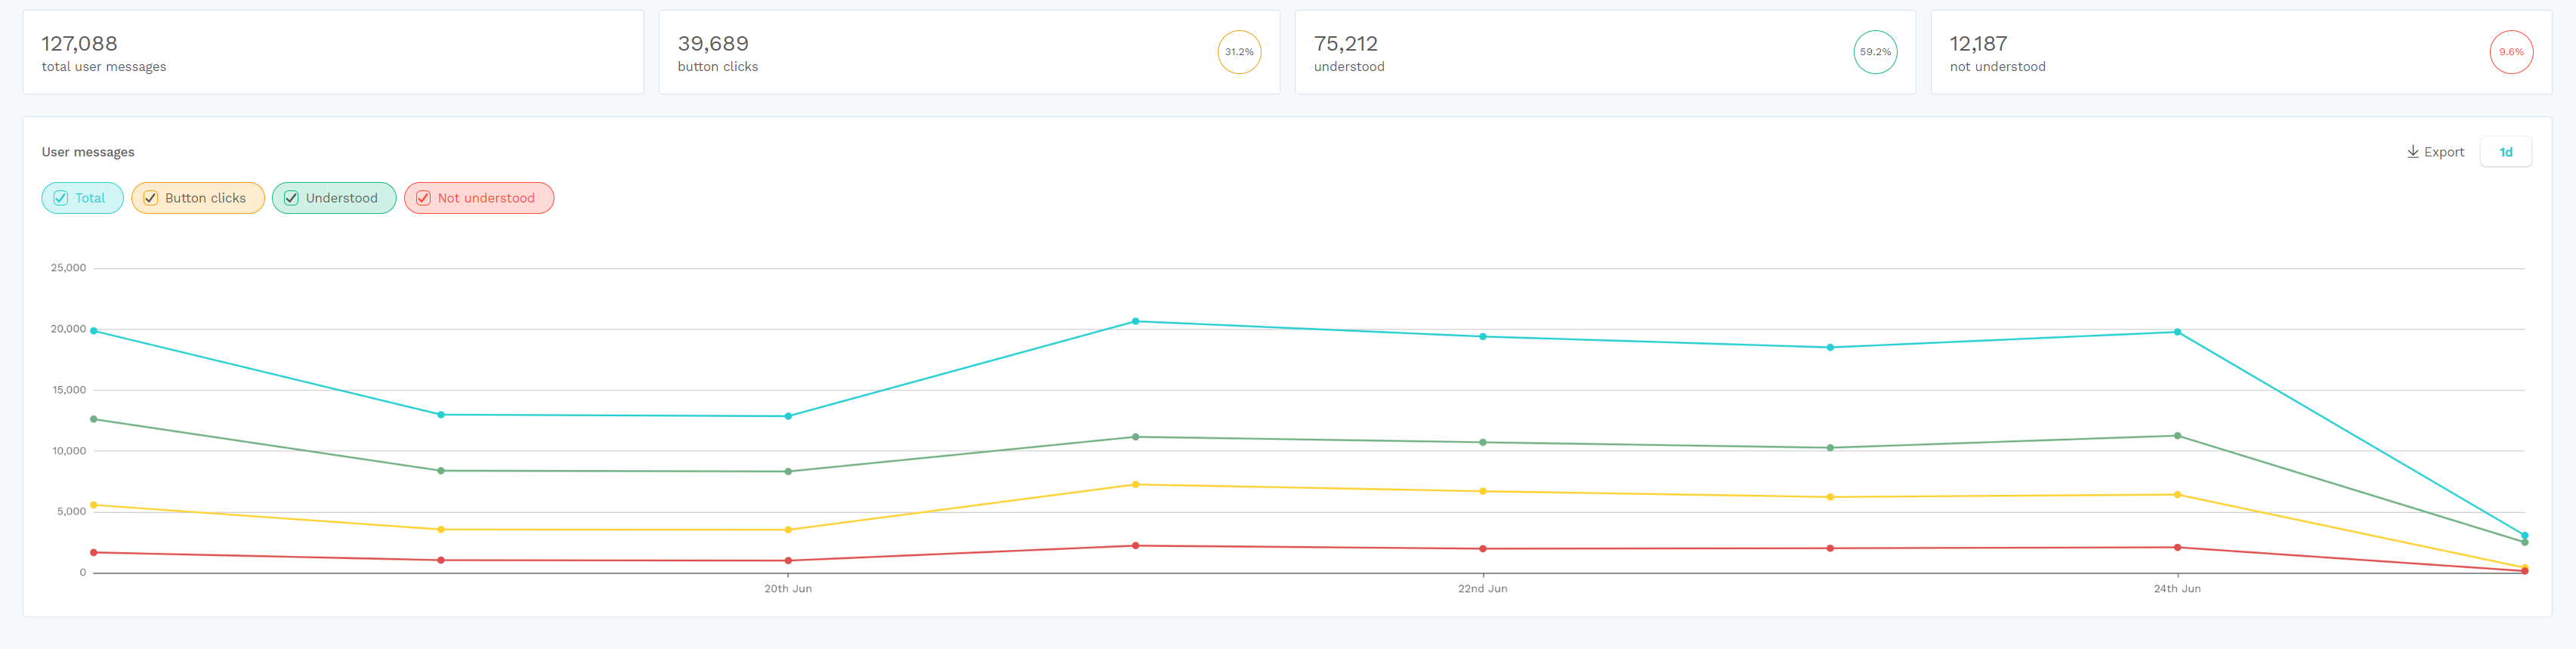 127,088
total user messages
39,689
button clicks
31.2%
75,212
understood
59.2%
12,187
not understood
9.6%
User messages
Export
1d
Total
Button clicks
Understood
Not understood
25,000
20,000
15,000
10,000
5,000
0
20th Jun
22nd Jun
24th Jun